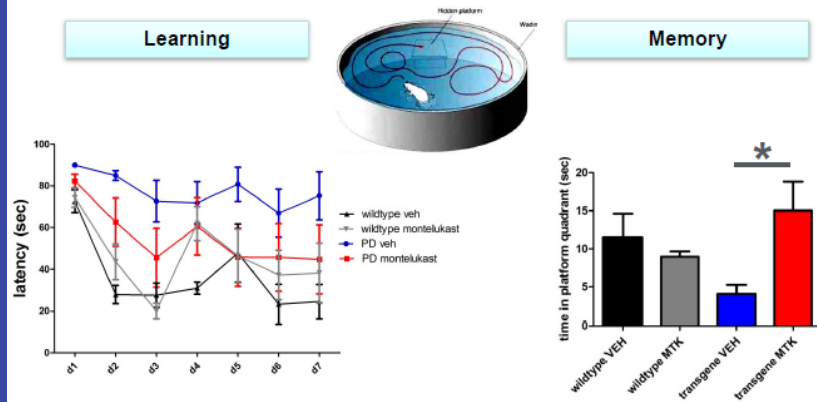 Learning
Hidden platform
Memory
latency (sec)
100
80
60
40
20
0
d1
d2
d3
d4
d5
d6
d7
wildtype veh
wildtype montelukast
PD veh
PD montelukast
time in platform quadrant (sec)
20
15
10
5
0
*
wildtype VEH
wildtype MTK
transgene VEH
transgene MTK